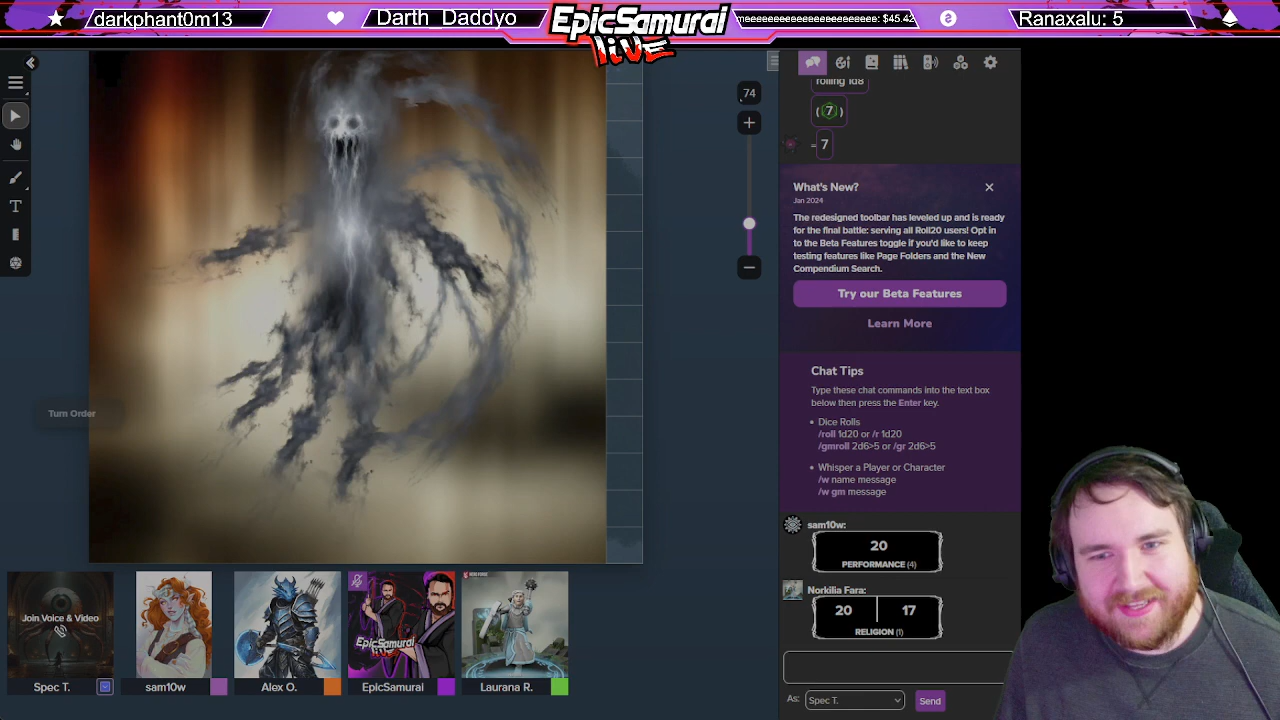 darkphant0m13
Darth_Daddyo
EpicSamurai
LIVE
meeeeeeeeeeeeeeeeeeeeeee: $45.42
Ranaxalu: 5
74
rolling 1d8
(7)
=7
What's New?
Jan 2024
The redesigned toolbar has leveled up and is ready
for the final battle: serving all Roll20 users! Opt in
to the Beta Features toggle if you'd like to keep
testing features like Page Folders and the New
Compendium Search.
Try our Beta Features
Learn More
Chat Tips
Type these chat commands into the text box
below then press the Enter key.
• Dice Rolls
/roll 1d20 or /r 1d20
/gmroll 2d6>5 or /gr 2d6>5
• Whisper a Player or Character
/w name message
/w gm message
sam10w:
20
PERFORMANCE (4)
Norkilia Fara:
20 17
RELIGION (1)
As: Spec T. Send
Turn Order
T
Join Voice & Video
EpicSamurai
LIVE
Spec T.
sam10w
Alex O.
EpicSamurai
Laurana R.